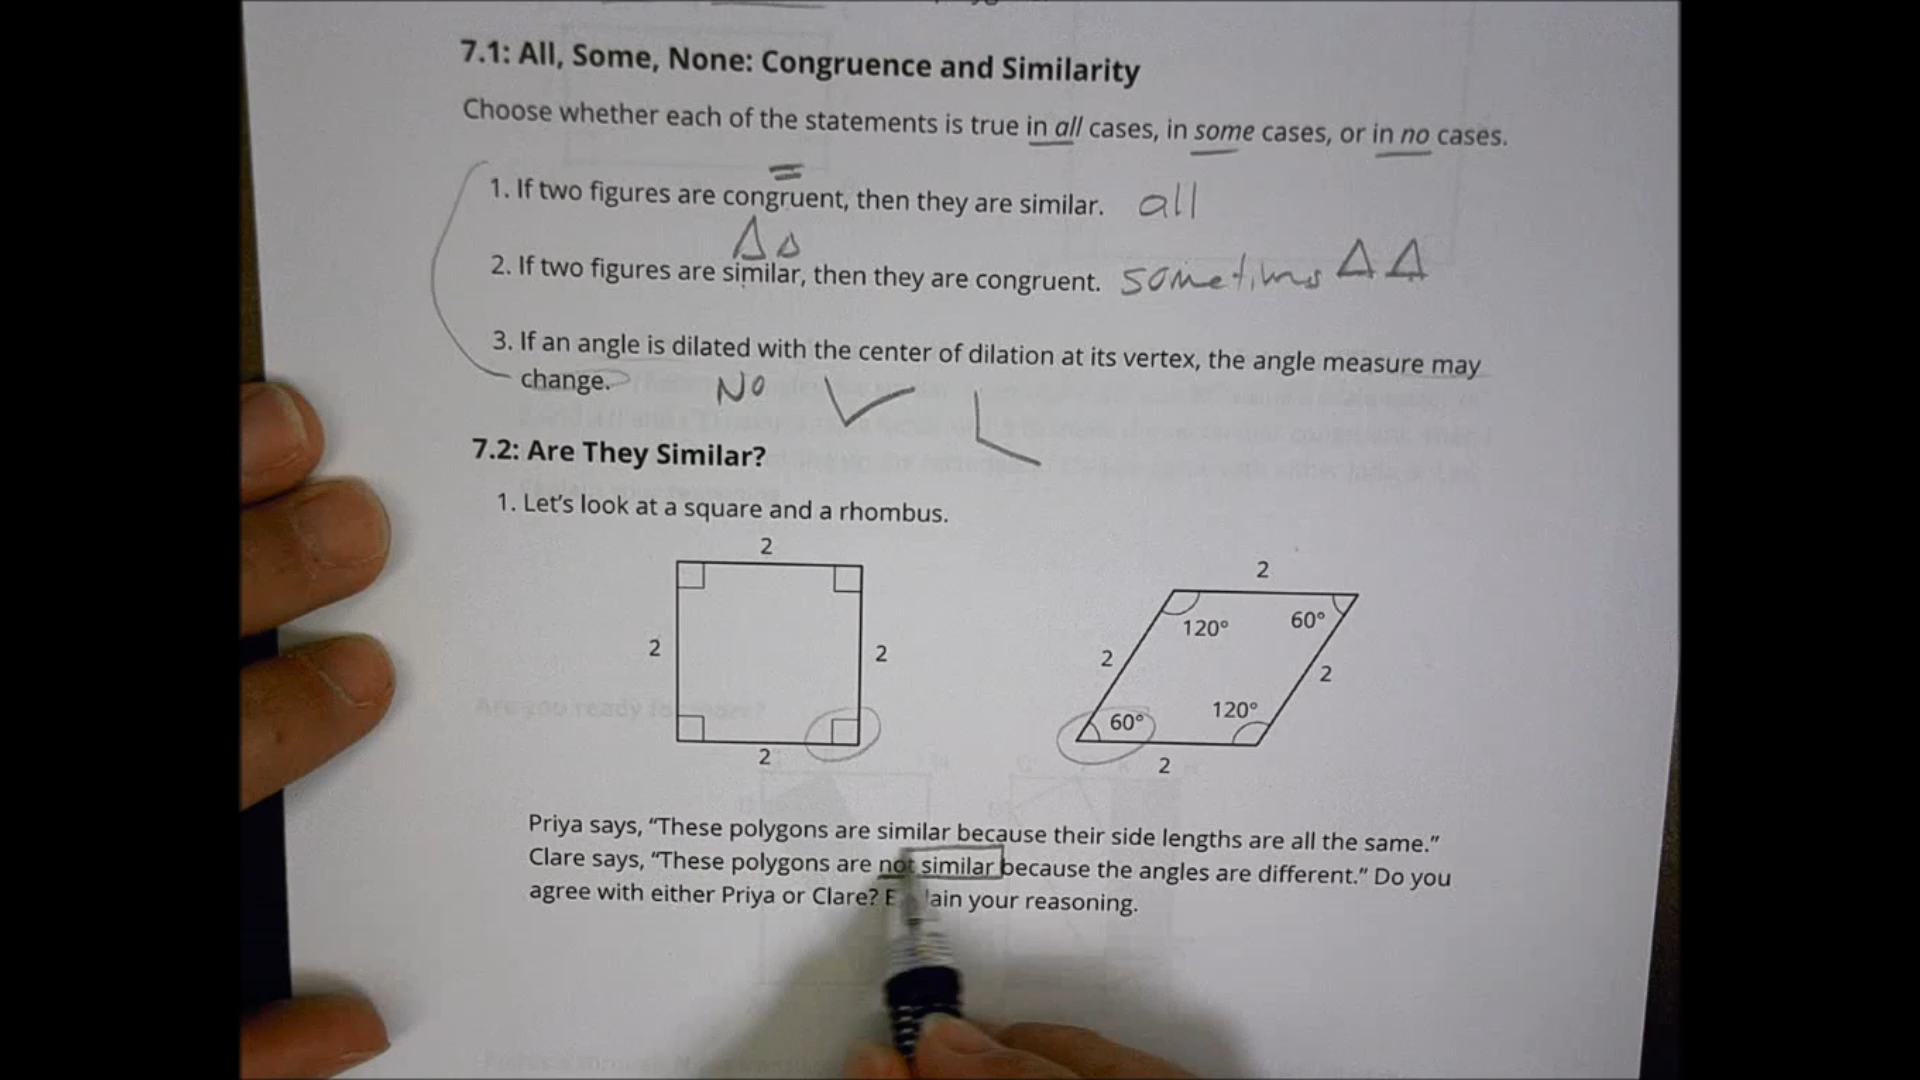 7.1: All, Some, None: Congruence and Similarity
Choose whether each of the statements is true in all cases, in some cases, or in no cases.
=
1. If two figures are congruent, then they are similar. all
2. If two figures are similar, then they are congruent.
3. If an angle is dilated with the center of dilation at its vertex, the angle measure may
change. No
7.2: Are They Similar?
1. Let's look at a square and a rhombus.
2
2
2
2
2
120° 60°
2
2
60° 120°
2
Priya says, “These polygons are similar because their side lengths are all the same.”
Clare says, “These polygons are not similar because the angles are different.” Do you
agree with either Priya or Clare? your reasoning.